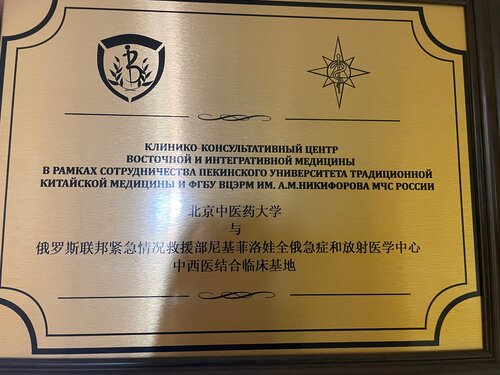 КЛИНИКО-КОНСУЛЬТАТИВНЫЙ ЦЕНТР
ВОСТОЧНОЙ И ИНТЕГРАТИВНОЙ МЕДИЦИНЫ
В РАМКАХ СОТРУДНИЧЕСТВА ПЕКИНСКОГО УНИВЕРСИТЕТА ТРАДИЦИОННОЙ
КИТАЙСКОЙ МЕДИЦИНЫ И ФГБУ ВЦЭРМ ИМ. А.М.НИКИФОРОВА МЧС РОССИИ
北京中医药大学
与
俄罗斯联邦紧急情况救援部尼基菲洛娃全俄急症和放射医学中心
中西医结合临床基地